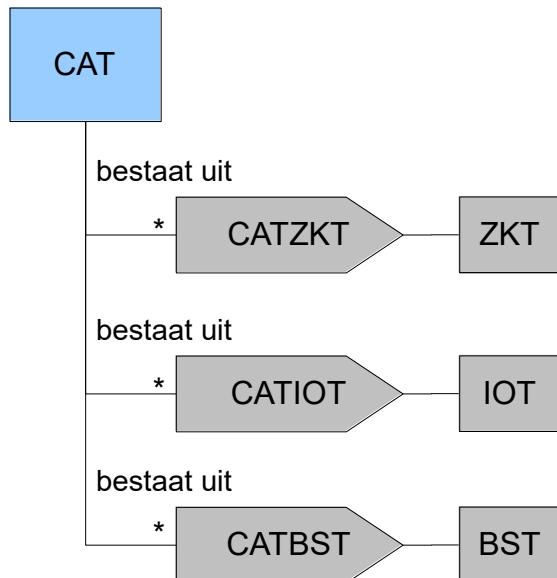 CAT
bestaat uit
* CATZKT ZKT
bestaat uit
* CATIOT IOT
bestaat uit
* CATBST BST